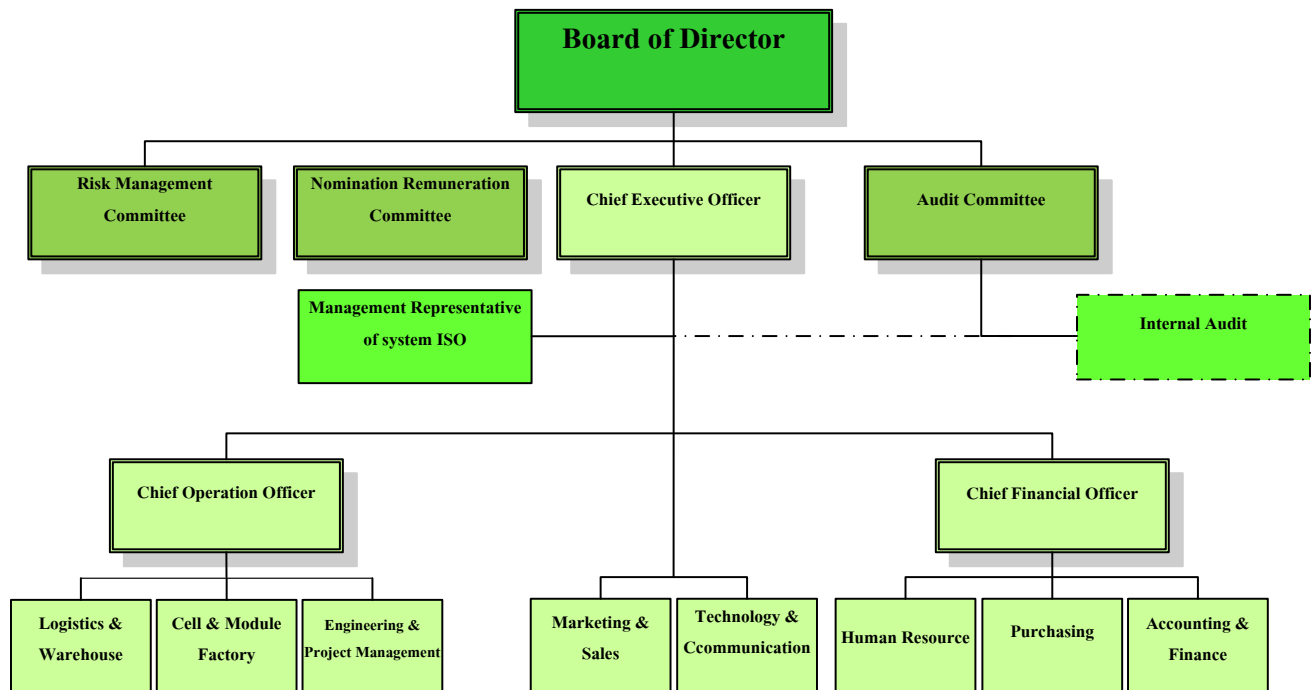 Board of Director
Risk Management
Committee
Nomination Remuneration
Committee
Chief Executive Officer
Audit Committee
Management Representative
of system ISO
Internal Audit
Chief Operation Officer
Chief Financial Officer
Logistics &
Warehouse
Cell & Module
Factory
Engineering &
Project Management
Marketing &
Sales
Technology &
Ccommunication
Human Resource
Purchasing
Accounting &
Finance